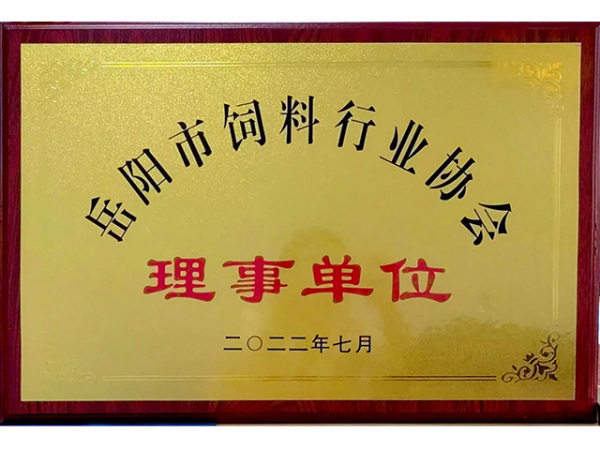 岳阳市饲料行业协会
理事单位
二〇二二年七月